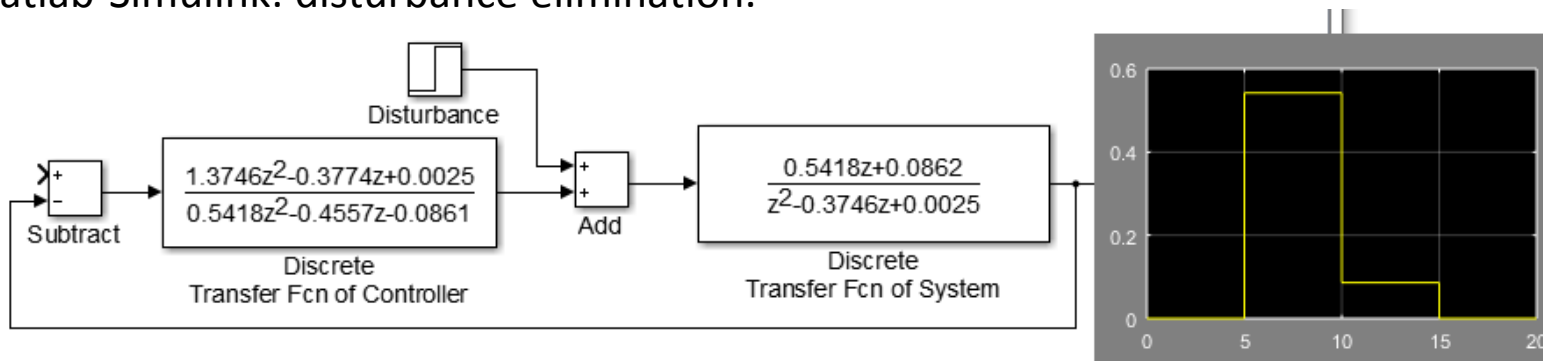 atlab-Simulink: disturbance elimination:
Disturbance
+
−
Subtract
1.3746z2-0.3774z+0.0025
0.5418z2-0.4557z-0.0861
Discrete
Transfer Fcn of Controller
+
+
Add
0.5418z+0.0862
z2-0.3746z+0.0025
Discrete
Transfer Fcn of System
0.6
0.4
0.2
0
0 5 10 15 20